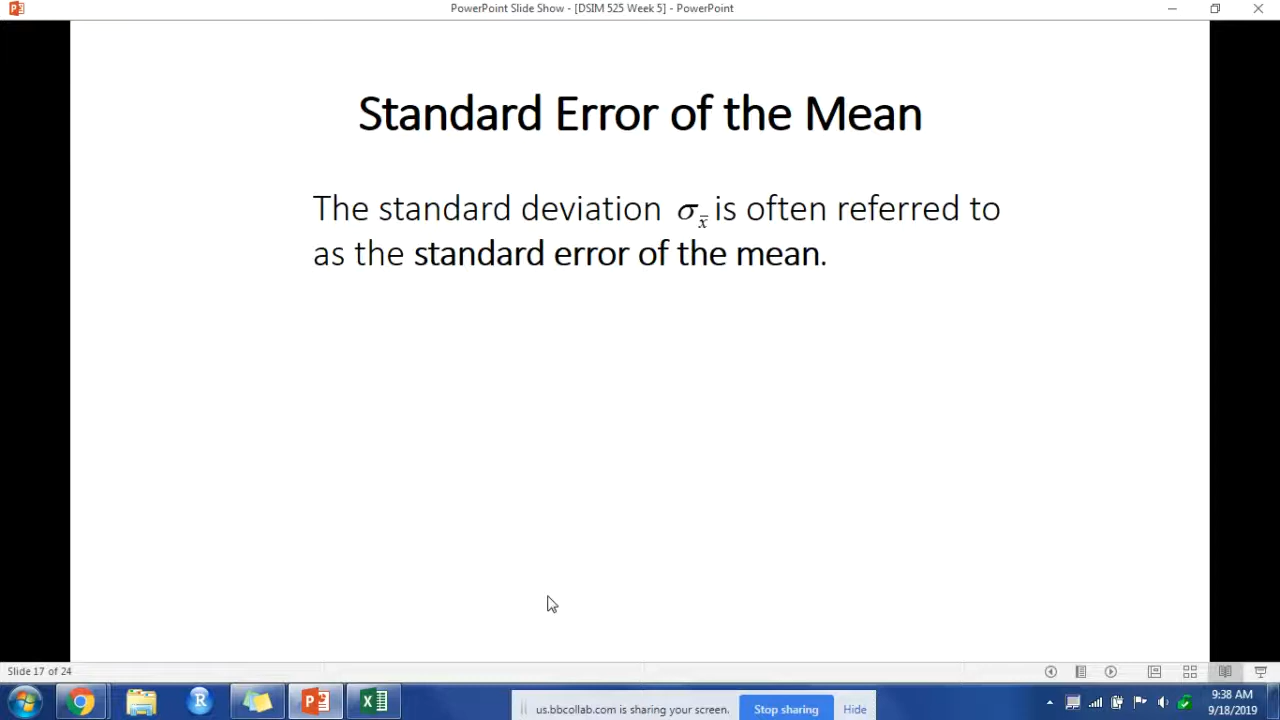 PowerPoint Slide Show - [DSIM 525 Week 5] - PowerPoint
Standard Error of the Mean
The standard deviation σx̄ is often referred to
as the standard error of the mean.
Slide 17 of 24
us.bbcollab.com is sharing your screen.
Stop sharing
Hide
9:38 AM
9/18/2019